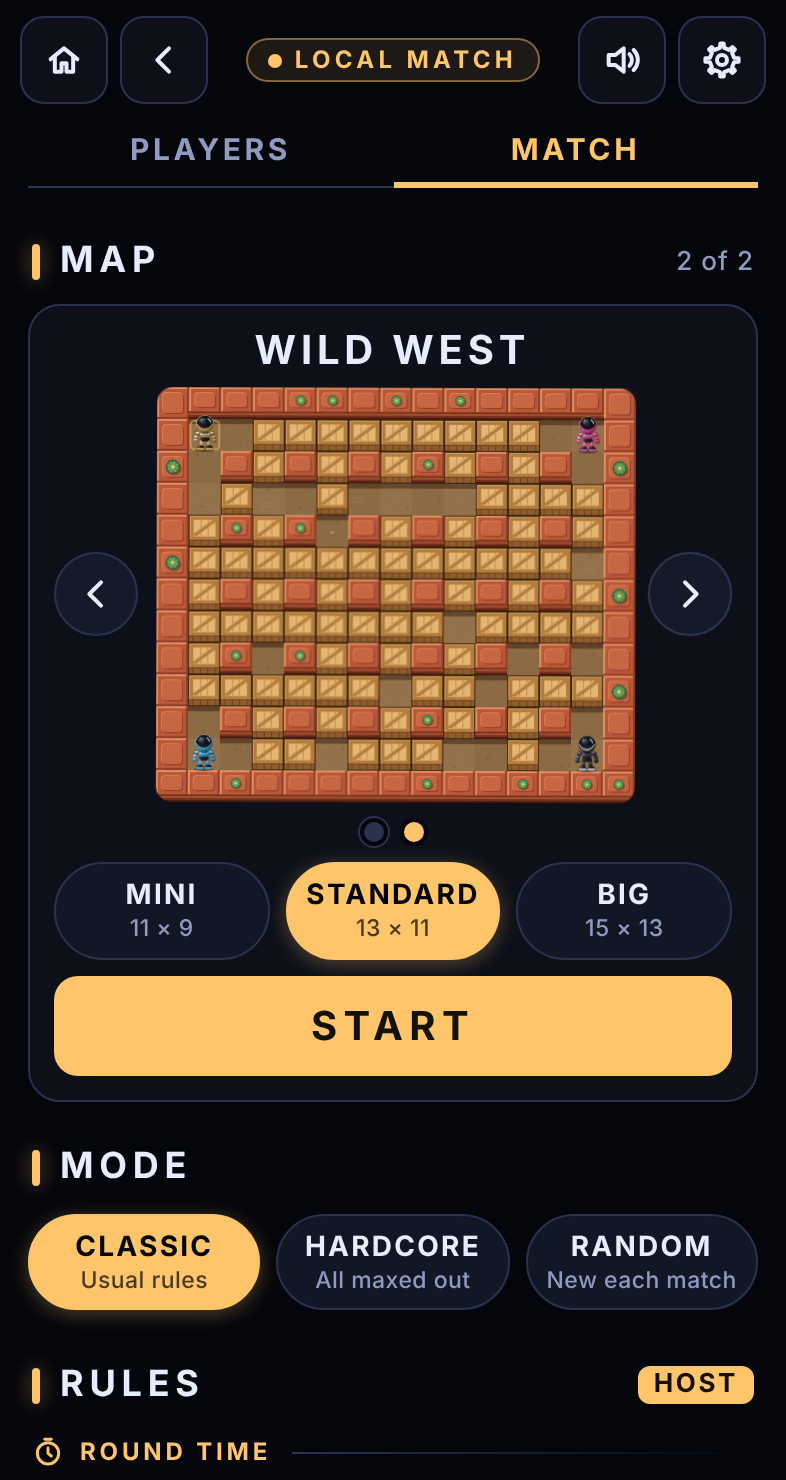 LOCAL MATCH
PLAYERS
MATCH
MAP
2 of 2
WILD WEST
MINI
11 × 9
STANDARD
13 × 11
BIG
15 × 13
START
MODE
CLASSIC
Usual rules
HARDCORE
All maxed out
RANDOM
New each match
RULES
HOST
ROUND TIME